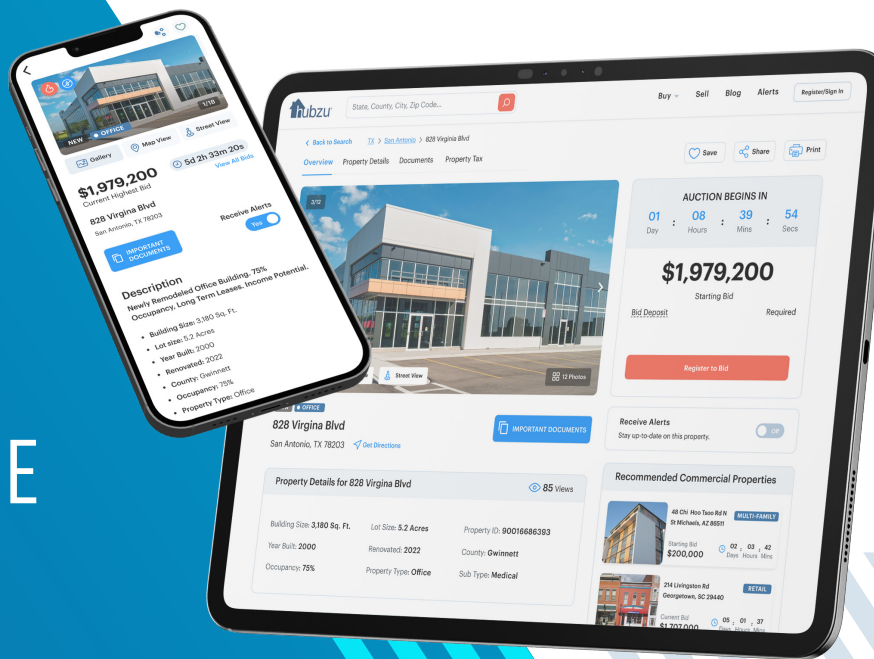 1/18
NEW
OFFICE
Gallery
Map View
Street View
$1,979,200
Current Highest Bid
5d 2h 33m 20s
View All Bids
828 Virgina Blvd
San Antonio, TX 78203
Receive Alerts
Yes
IMPORTANT
DOCUMENTS
Description
Newly Remodeled Office Building. 75%
Occupancy, Long Term Leases. Income Potential.
• Building Size: 3,180 Sq. Ft.
• Lot size: 5.2 Acres
• Year Built: 2000
• Renovated: 2022
• County: Gwinnett
• Occupancy: 75%
• Property Type: Office
E
hubzu
State, County, City, Zip Code...
Buy Sell Blog Alerts Register/Sign In
Back to Search TX > San Antonio > 828 Virginia Blvd
Overview Property Details Documents Property Tax
Save Share Print
3/12
Street View
12 Photos
OFFICE
828 Virgina Blvd
San Antonio, TX 78203 Get Directions
IMPORTANT DOCUMENTS
AUCTION BEGINS IN
01 : 08 : 39 : 54
Day Hours Mins Secs
$1,979,200
Starting Bid
Bid Deposit Required
Register to Bid
Receive Alerts
Stay up-to-date on this property.
Off
Property Details for 828 Virgina Blvd 85 Views
Building Size: 3,180 Sq. Ft. Lot Size: 5.2 Acres Property ID: 90016686393
Year Built: 2000 Renovated: 2022 County: Gwinnett
Occupancy: 75% Property Type: Office Sub Type: Medical
Recommended Commercial Properties
48 Chi Hoo Tsoo Rd N MULTI-FAMILY
St Michaels, AZ 86511
Starting Bid 02 : 03 : 42
$200,000 Days Hours Mins
214 Livingston Rd RETAIL
Georgetown, SC 29440
Current Bid 05 : 01 : 37
$1,707,000 Days Hours Mins